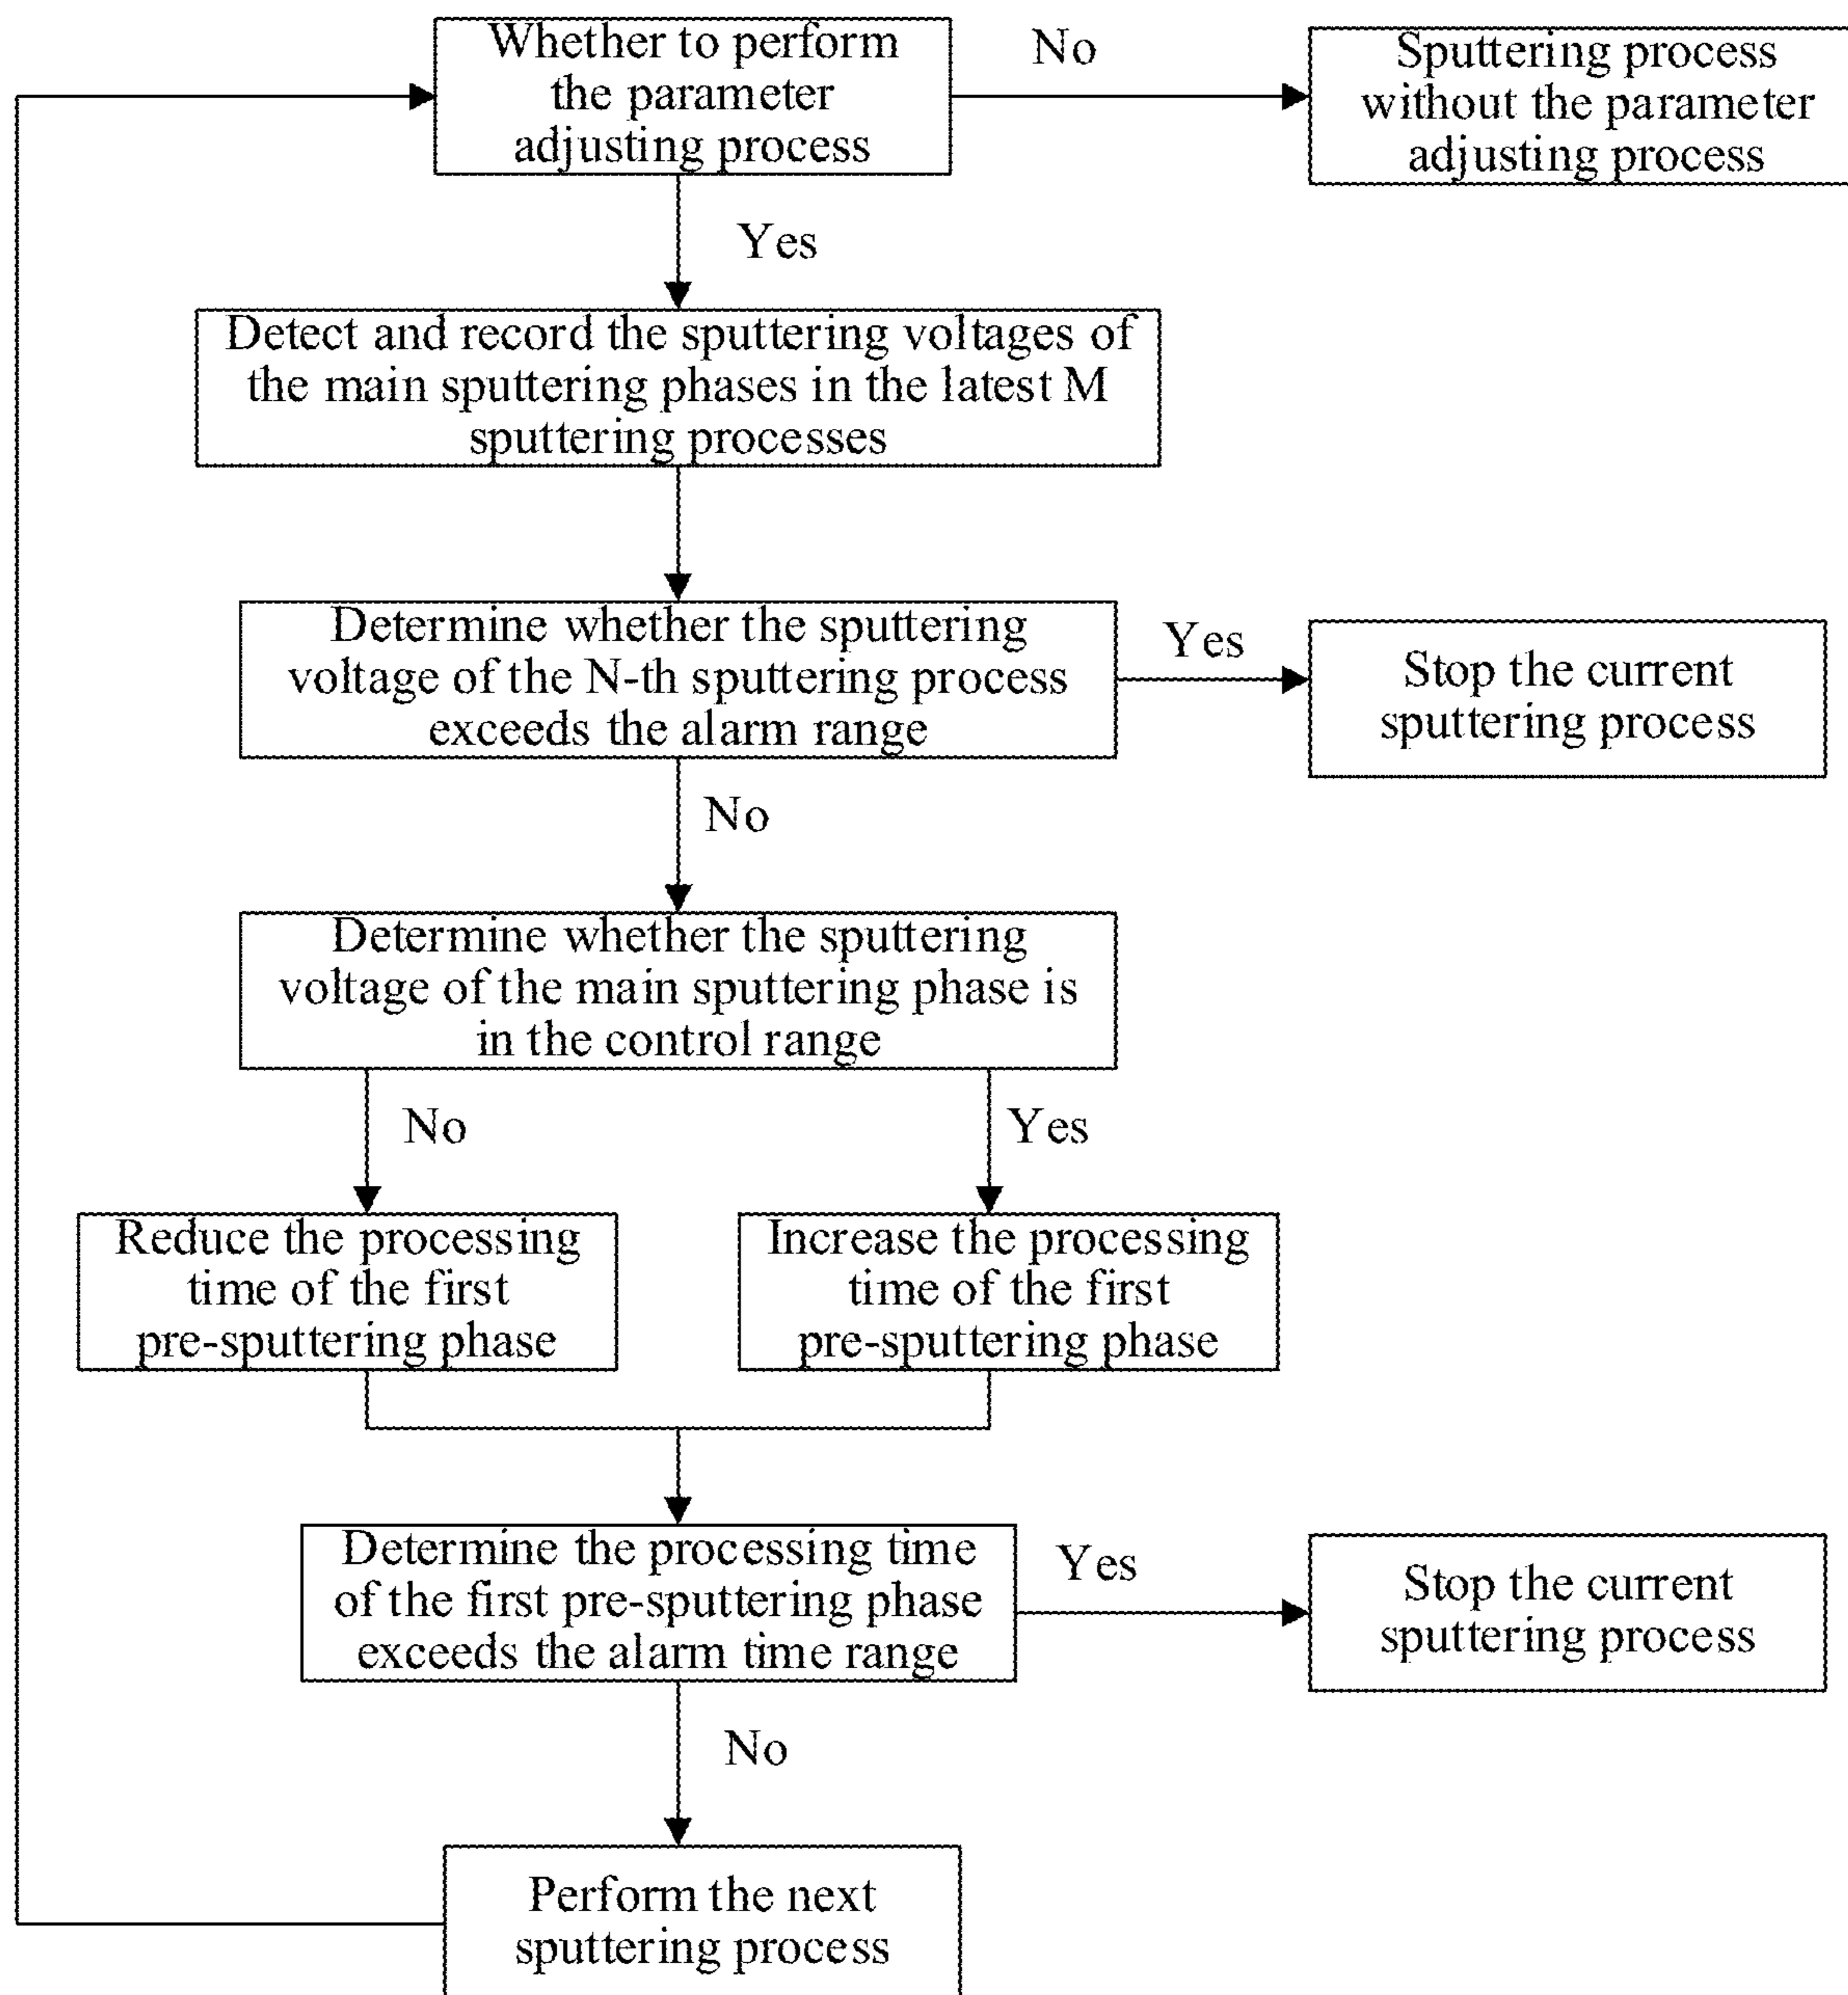 Whether to perform
the parameter
adjusting process
No
Sputtering process
without the parameter
adjusting process
Yes
Detect and record the sputtering voltages of
the main sputtering phases in the latest M
sputtering processes
Determine whether the sputtering
voltage of the N-th sputtering process
exceeds the alarm range
Yes
Stop the current
sputtering process
No
Determine whether the sputtering
voltage of the main sputtering phase is
in the control range
No
Yes
Reduce the processing
time of the first
pre-sputtering phase
Increase the processing
time of the first
pre-sputtering phase
Determine the processing time
of the first pre-sputtering phase
exceeds the alarm time range
Yes
Stop the current
sputtering process
No
Perform the next
sputtering process